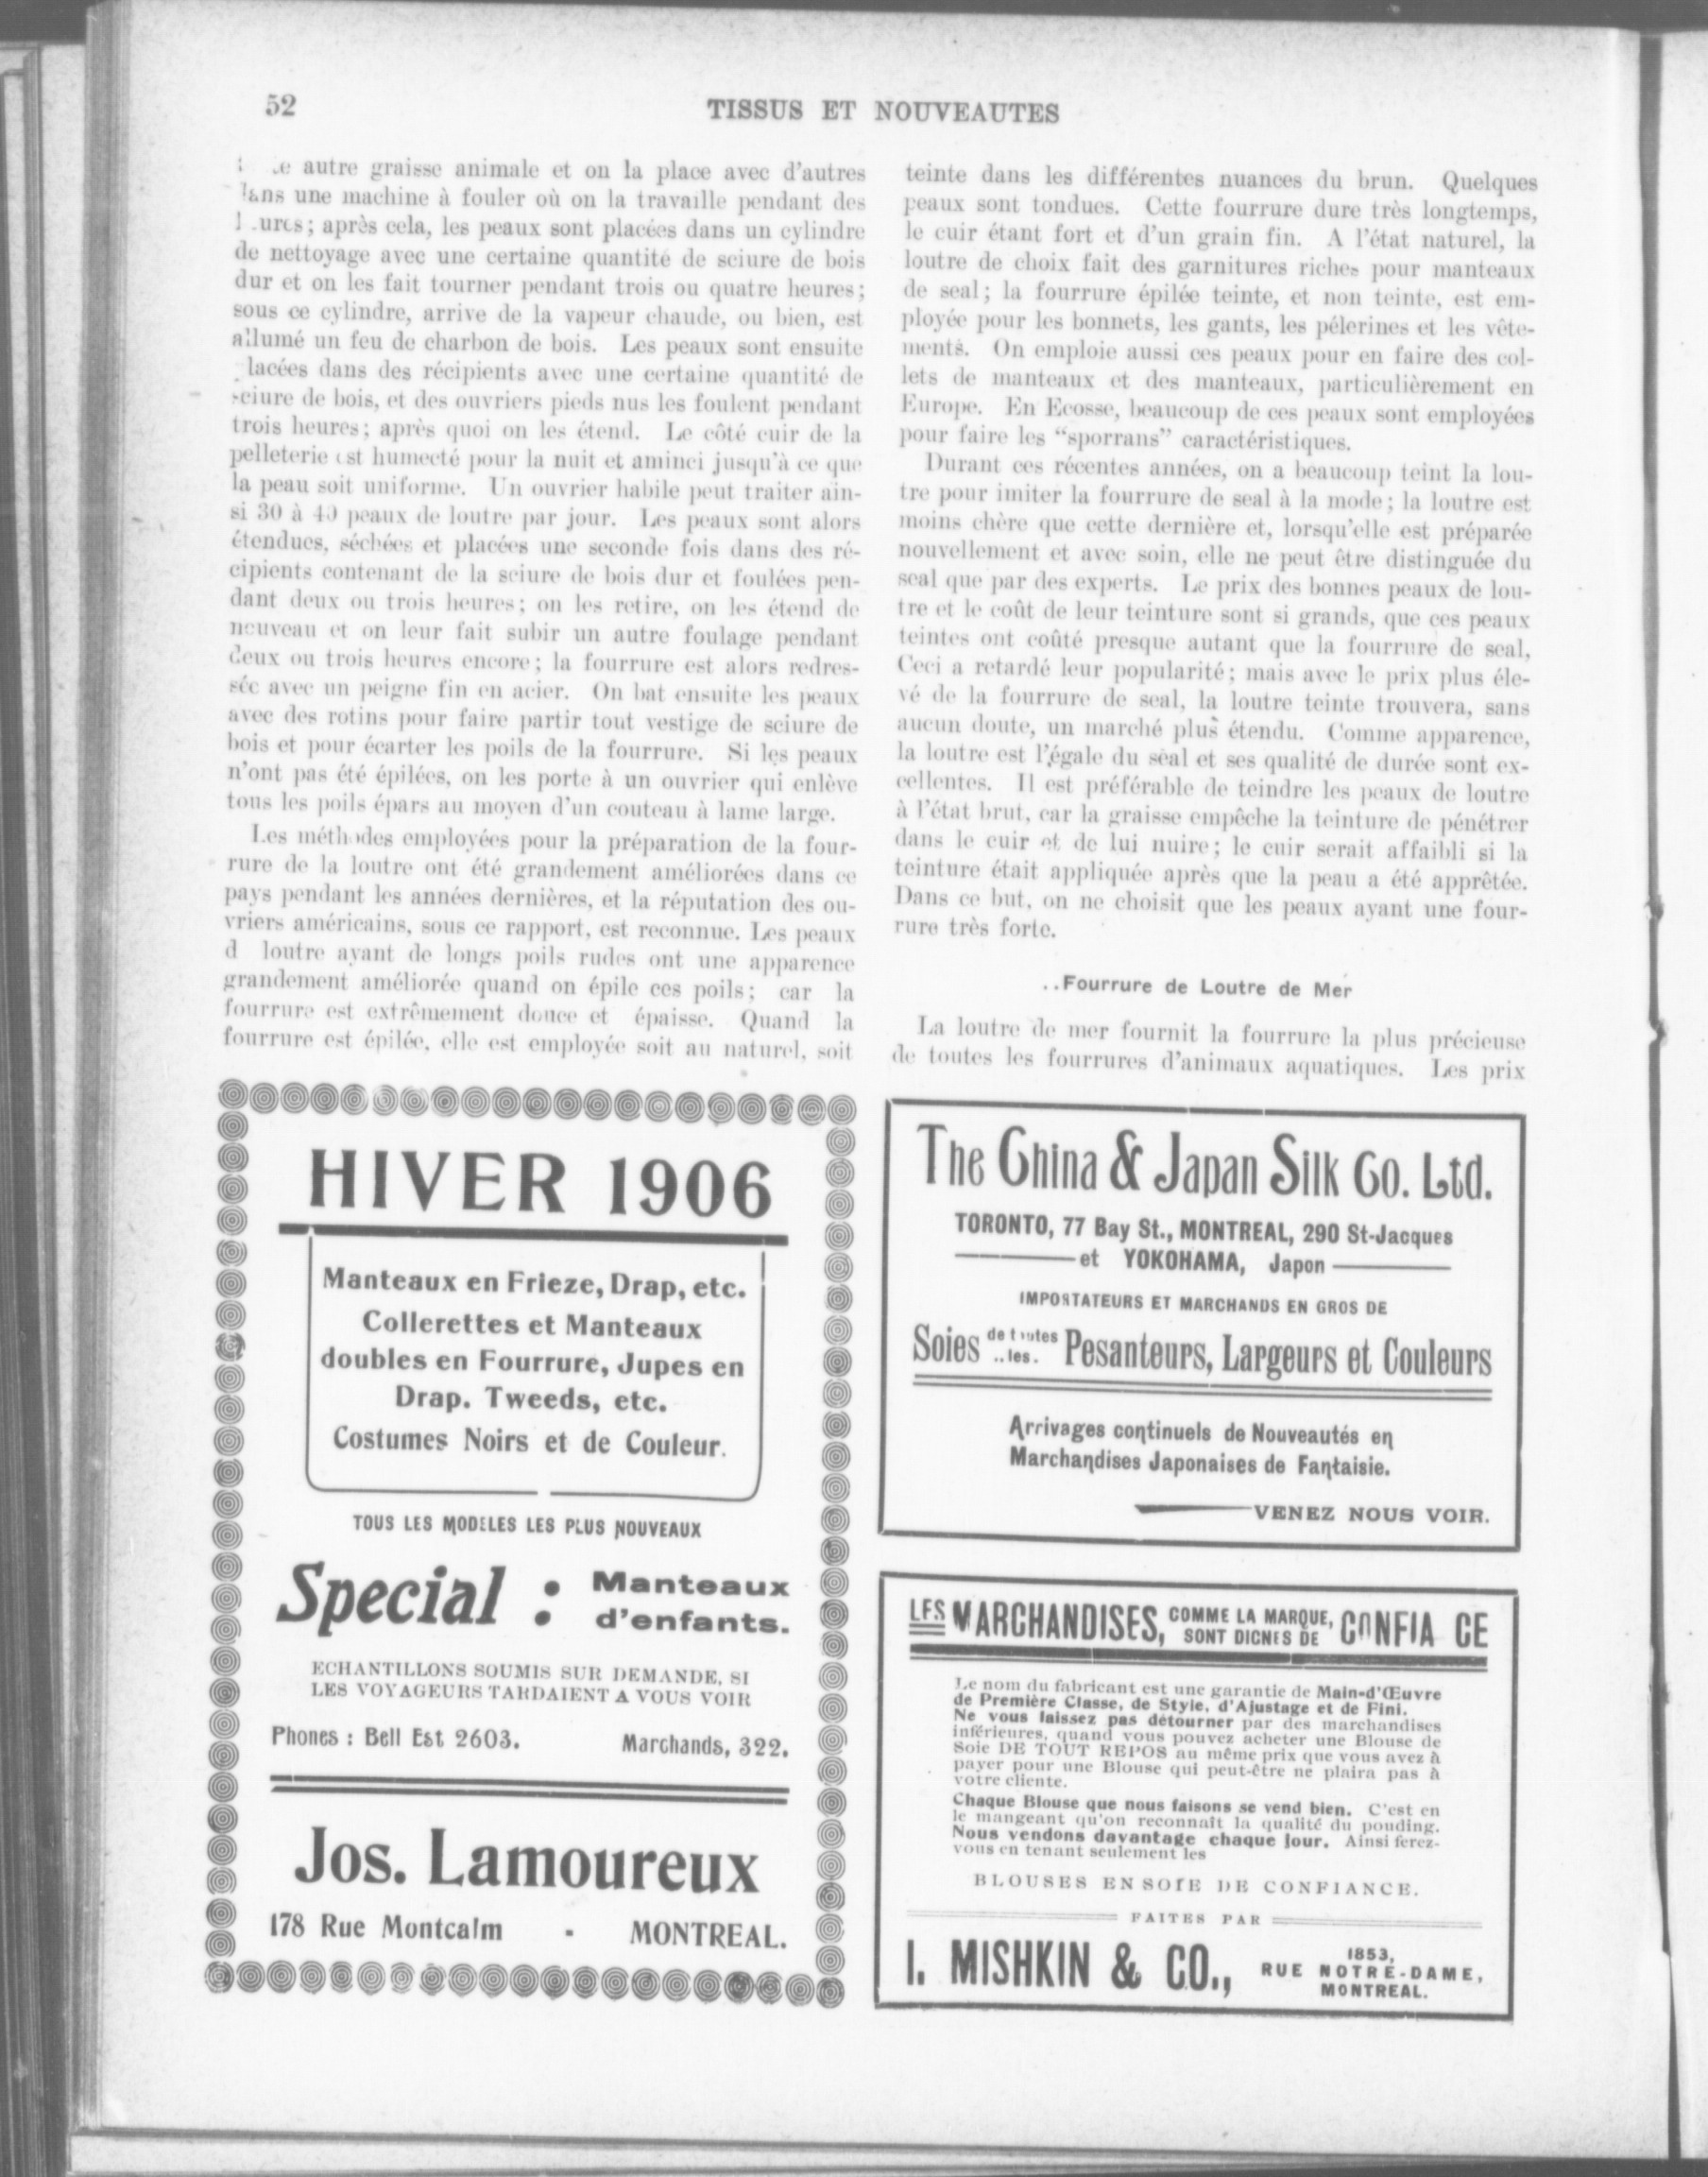 52
TISSUS ET NOUVEAUTES
autre graisse animale et on la place avec d'autres
dans une machine à fouler où on la travaille pendant des
heures; après cela, les peaux sont placées dans un cylindre
de nettoyage avec une certaine quantité de sciure de bois
dur et on les fait tourner pendant trois ou quatre heures;
sous ce cylindre, arrive de la vapeur chaude, ou bien, est
allumé un feu de charbon de bois. Les peaux sont ensuite
placées dans des récipients avec une certaine quantité de
sciure de bois, et des ouvriers pieds nus les foulent pendant
trois heures; après quoi on les étend. Le côté cuir de la
pelleterie est humecté pour la nuit et aminci jusqu'à ce que
la peau soit uniforme. Un ouvrier habile peut traiter ain-
si 30 à 40 peaux de loutre par jour. Les peaux sont alors
étendues, séchées et placées une seconde fois dans des ré-
cipients contenant de la sciure de bois dur et foulées pen-
dant deux ou trois heures; on les retire, on les étend de
nouveau et on leur fait subir un autre foulage pendant
deux ou trois heures encore; la fourrure est alors redres-
sée avec un peigne fin en acier. On bat ensuite les peaux
avec des rotins pour faire partir tout vestige de sciure de
bois et pour écarter les poils de la fourrure. Si les peaux
n'ont pas été épilées, on les porte à un ouvrier qui enlève
tous les poils épars au moyen d'un couteau à lame large.
Les méthodes employées pour la préparation de la four-
rure de la loutre ont été grandement améliorées dans ce
pays pendant les années dernières, et la réputation des ou-
vriers américains, sous ce rapport, est reconnue. Les peaux
d loutre ayant de longs poils rudes ont une apparence
grandement améliorée quand on épile ces poils; car la
fourrure est extrêmement douce et épaisse. Quand la
fourrure est épilée, elle est employée soit au naturel, soit
teinte dans les différentes nuances du brun. Quelques
peaux sont tondues. Cette fourrure dure très longtemps,
le cuir étant fort et d'un grain fin. A l'état naturel, la
loutre de choix fait des garnitures riches pour manteaux
de seal; la fourrure épilée teinte, et non teinte, est em-
ployée pour les bonnets, les gants, les pélerines et les vête-
ments. On emploie aussi ces peaux pour en faire des col-
lets de manteaux et des manteaux, particulièrement en
Europe. En Ecosse, beaucoup de ces peaux sont employées
pour faire les "sporrans" caractéristiques.
Durant ces récentes années, on a beaucoup teint la lou-
tre pour imiter la fourrure de seal à la mode; la loutre est
moins chère que cette dernière et, lorsqu'elle est préparée
nouvellement et avec soin, elle ne peut être distinguée du
seal que par des experts. Le prix des bonnes peaux de lou-
tre et le coût de leur teinture sont si grands, que ces peaux
teintes ont coûté presque autant que la fourrure de seal,
Ceci a retardé leur popularité; mais avec le prix plus éle-
vé de la fourrure de seal, la loutre teinte trouvera, sans
aucun doute, un marché plus étendu. Comme apparence,
la loutre est l'égale du seal et ses qualité de durée sont ex-
cellentes. Il est préférable de teindre les peaux de loutre
à l'état brut, car la graisse empêche la teinture de pénétrer
dans le cuir et de lui nuire; le cuir serait affaibli si la
teinture était appliquée après que la peau a été apprêtée.
Dans ce but, on ne choisit que les peaux ayant une four-
rure très forte.
..Fourrure de Loutre de Mer
La loutre de mer fournit la fourrure la plus précieuse
de toutes les fourrures d'animaux aquatiques. Les prix
HIVER 1906
Manteaux en Frieze, Drap, etc.
Collerettes et Manteaux
doubles en Fourrure, Jupes en
Drap. Tweeds, etc.
Costumes Noirs et de Couleur.
TOUS LES MODELES LES PLUS NOUVEAUX
Special : Manteaux
d'enfants.
ECHANTILLONS SOUMIS SUR DEMANDE, SI
LES VOYAGEURS TARDAIENT A VOUS VOIR
Phones : Bell Est 2603. Marchands, 322.
Jos. Lamoureux
178 Rue Montcalm - MONTREAL.
The China & Japan Silk Co. Ltd.
TORONTO, 77 Bay St., MONTREAL, 290 St-Jacques
et YOKOHAMA, Japon
IMPORTATEURS ET MARCHANDS EN GROS DE
Soies de toutes ..les. Pesanteurs, Largeurs et Couleurs
Arrivages continuels de Nouveautés en
Marchandises Japonaises de Fantaisie.
VENEZ NOUS VOIR.
LES MARCHANDISES, COMME LA MARQUE, SONT DIGNES DE CONFIA CE
Le nom du fabricant est une garantie de Main-d'Œuvre
de Première Classe, de Style, d'Ajustage et de Fini.
Ne vous laissez pas détourner par des marchandises
inférieures, quand vous pouvez acheter une Blouse de
Soie DE TOUT REPOS au même prix que vous avez à
payer pour une Blouse qui peut-être ne plaira pas à
votre cliente.
Chaque Blouse que nous faisons se vend bien. C'est en
le mangeant qu'on reconnaît la qualité du pouding.
Nous vendons davantage chaque jour. Ainsi ferez-
vous en tenant seulement les
BLOUSES EN SOIE DE CONFIANCE.
FAITES PAR
I. MISHKIN & CO., 1853,
RUE NOTRE-DAME,
MONTREAL.